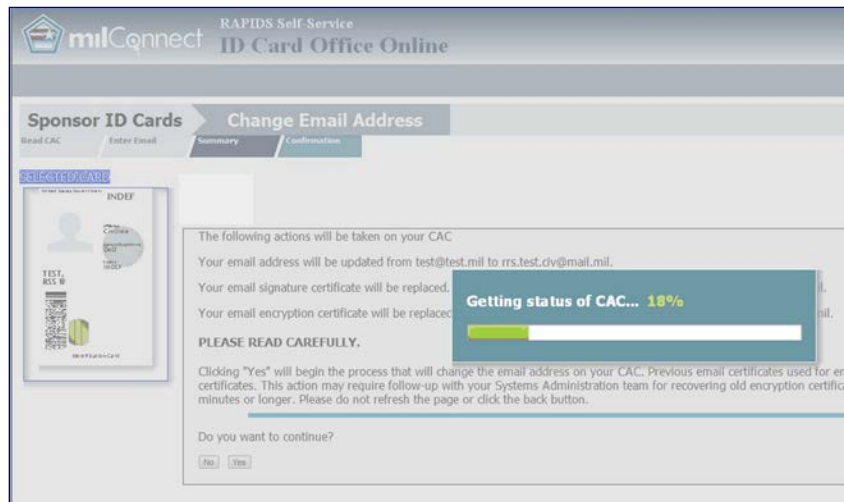 milConnect
RAPIDS Self-Service
ID Card Office Online
Sponsor ID Cards
Change Email Address
Read CAC
Enter Email
Summary
Confirmation
SELECTED CARD
INDEF
TEST,
RSS
Identification Card
The following actions will be taken on your CAC
Your email address will be updated from test@test.mil to rrs.test.civ@mail.mil.
Your email signature certificate will be replaced.
Your email encryption certificate will be replaced
Getting status of CAC... 18%
PLEASE READ CAREFULLY.
Clicking "Yes" will begin the process that will change the email address on your CAC. Previous email certificates used for
certificates. This action may require follow-up with your Systems Administration team for recovering old encryption
minutes or longer. Please do not refresh the page or click the back button.
Do you want to continue?
No Yes